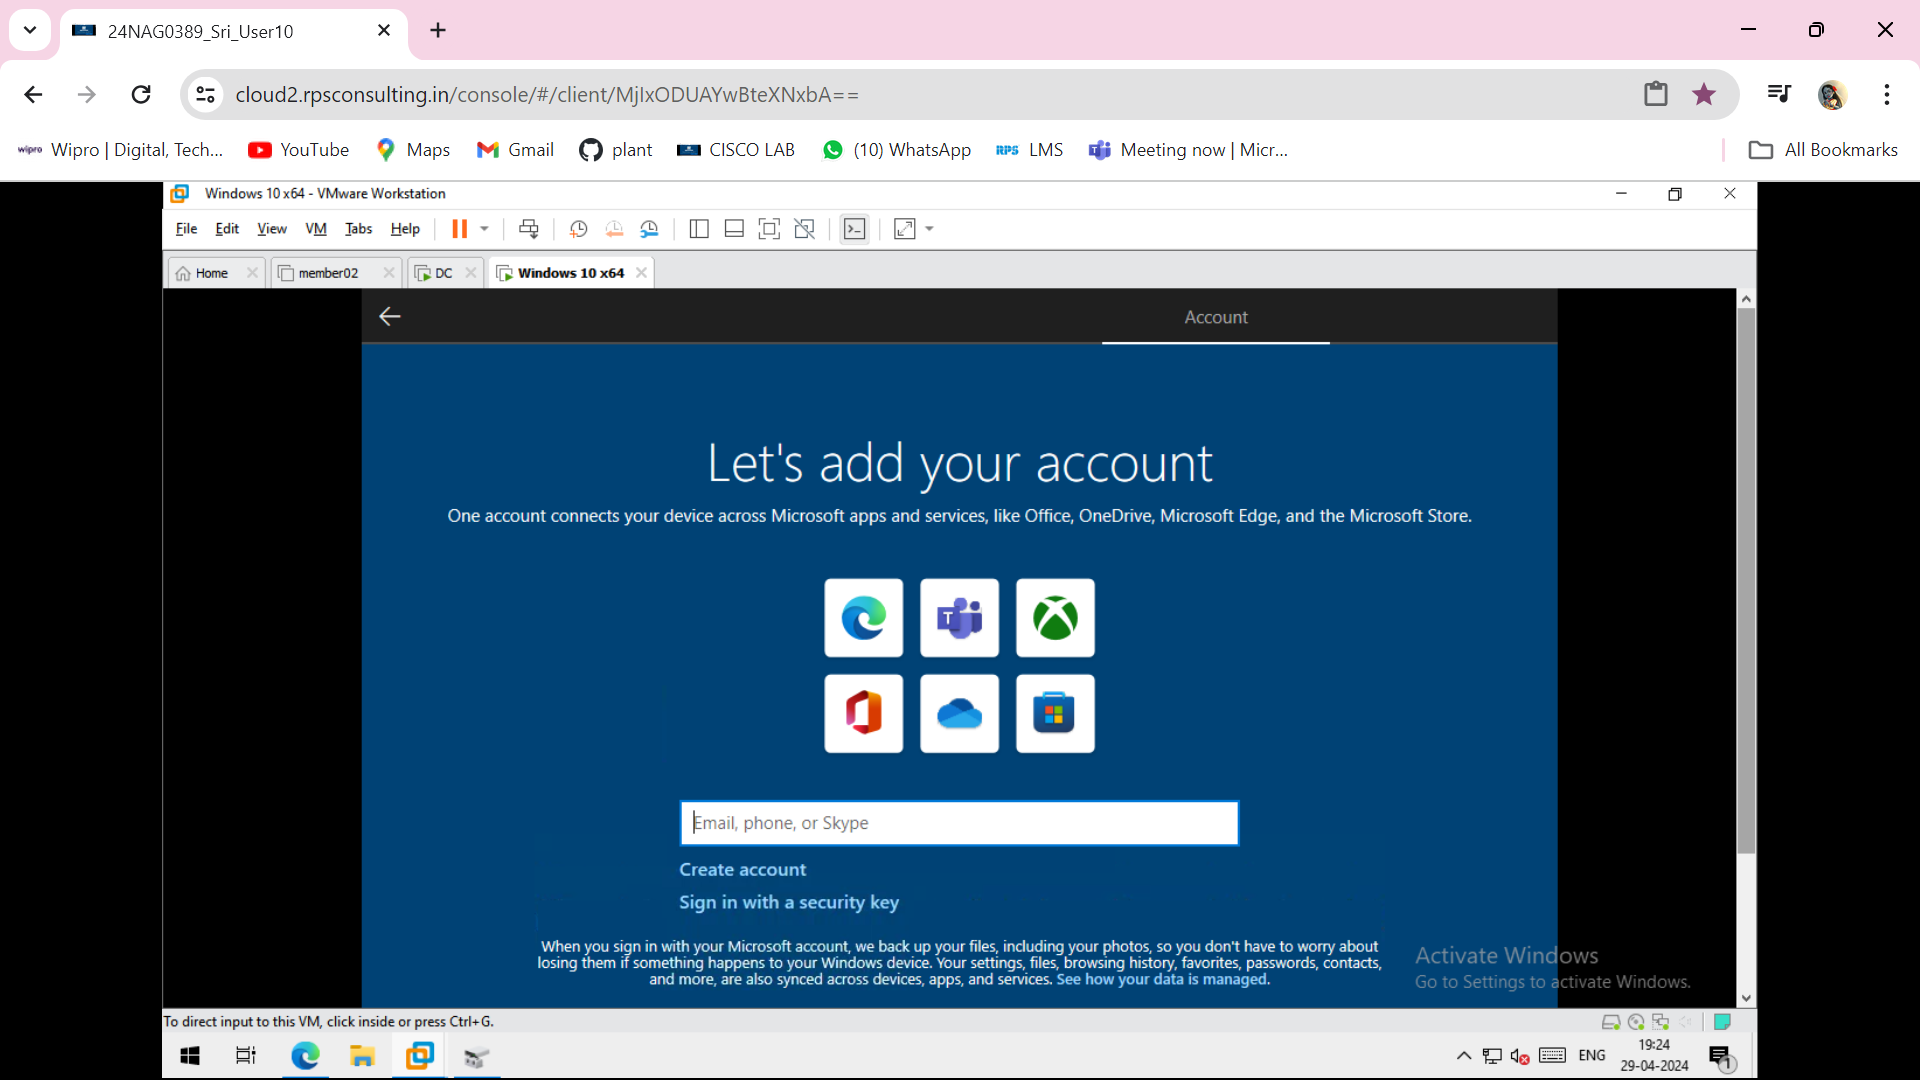 24NAG0389_Sri_User10
cloud2.rpsconsulting.in/console/#/client/MjIxODUAYwBteXNxbA==
wipro Wipro | Digital, Tech... YouTube Maps Gmail plant CISCO LAB (10) WhatsApp RPS LMS Meeting now | Micr... All Bookmarks
Windows 10 x64 - VMware Workstation
File Edit View VM Tabs Help
Home member02 DC Windows 10 x64
Account
Let's add your account
One account connects your device across Microsoft apps and services, like Office, OneDrive, Microsoft Edge, and the Microsoft Store.
Email, phone, or Skype
Create account
Sign in with a security key
When you sign in with your Microsoft account, we back up your files, including your photos, so you don't have to worry about
losing them if something happens to your Windows device. Your settings, files, browsing history, favorites, passwords, contacts,
and more, are also synced across devices, apps, and services. See how your data is managed.
Activate Windows
Go to Settings to activate Windows.
To direct input to this VM, click inside or press Ctrl+G.
ENG
19:24
29-04-2024
1